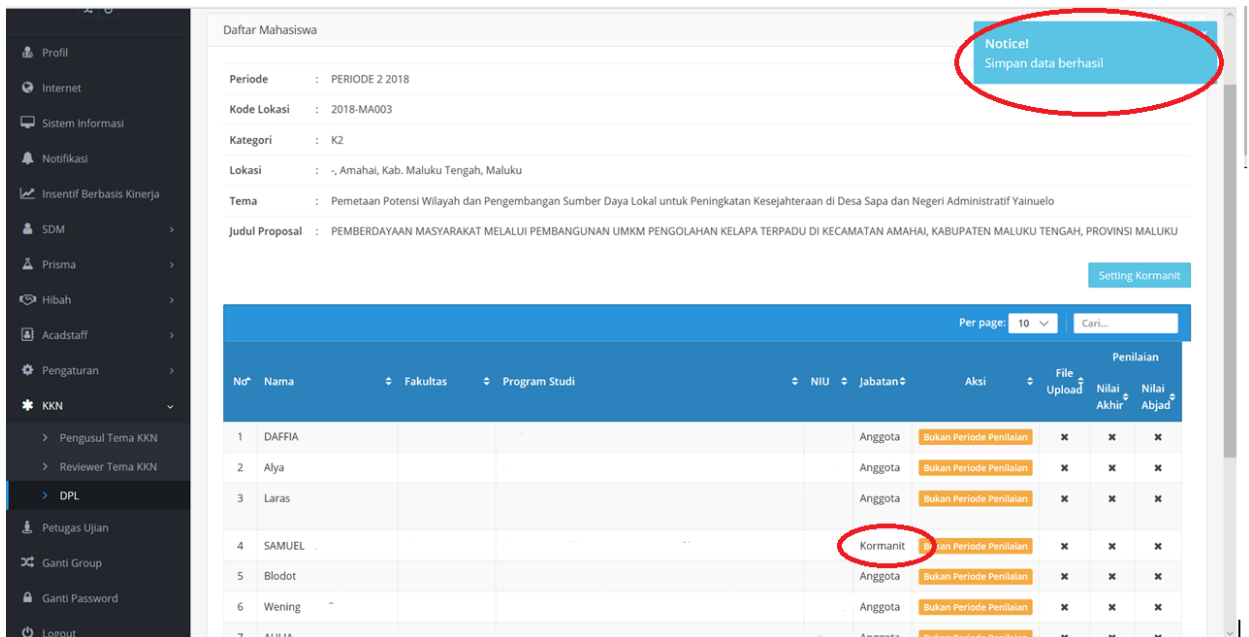 Profil
Internet
Sistem Informasi
Notifikasi
Insentif Berbasis Kinerja
SDM
Prisma
Hibah
Acadstaff
Pengaturan
KKN
Pengusul Tema KKN
Reviewer Tema KKN
DPL
Petugas Ujian
Ganti Group
Ganti Password
Logout
Daftar Mahasiswa
Notice!
Simpan data berhasil
Periode : PERIODE 2 2018
Kode Lokasi : 2018-MA003
Kategori : K2
Lokasi : -, Amahai, Kab. Maluku Tengah, Maluku
Tema : Pemetaan Potensi Wilayah dan Pengembangan Sumber Daya Lokal untuk Peningkatan Kesejahteraan di Desa Sapa dan Negeri Administratif Yainuelo
Judul Proposal : PEMBERDAYAAN MASYARAKAT MELALUI PEMBANGUNAN UMKM PENGOLAHAN KELAPA TERPADU DI KECAMATAN AMAHAI, KABUPATEN MALUKU TENGAH, PROVINSI MALUKU
Setting Kormanit
Per page: 10 Cari...
No Nama Fakultas Program Studi NIU Jabatan Aksi File Upload Penilaian Nilai Akhir Nilai Abjad
1 DAFFIA Anggota Bukan Periode Penilaian
2 Alya Anggota Bukan Periode Penilaian
3 Laras Anggota Bukan Periode Penilaian
4 SAMUEL Kormanit Bukan Periode Penilaian
5 Blodot Anggota Bukan Periode Penilaian
6 Wening Anggota Bukan Periode Penilaian